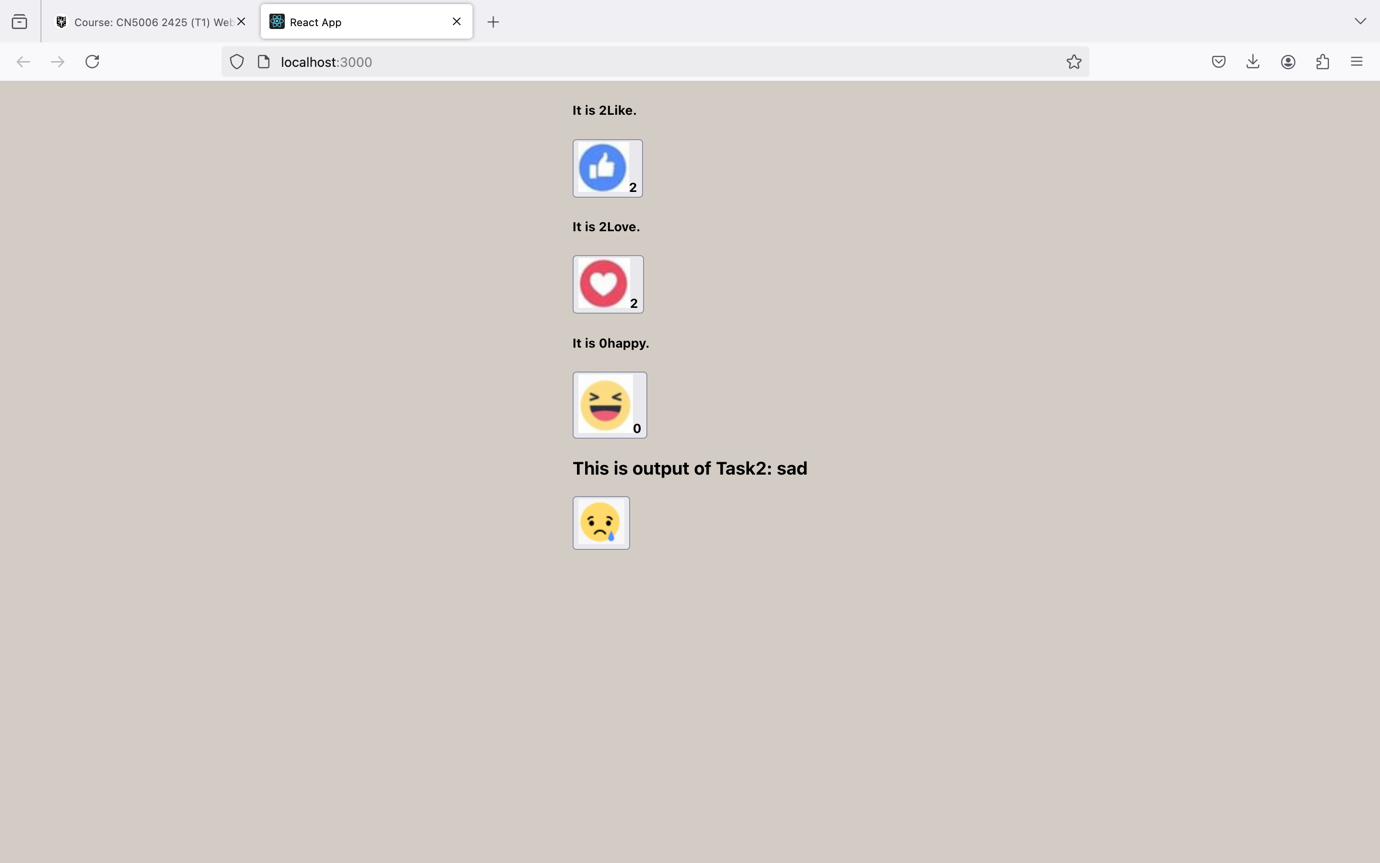 Course: CN5006 2425 (T1) Web
React App
localhost:3000
It is 2Like.
2
It is 2Love.
2
It is 0happy.
0
This is output of Task2: sad